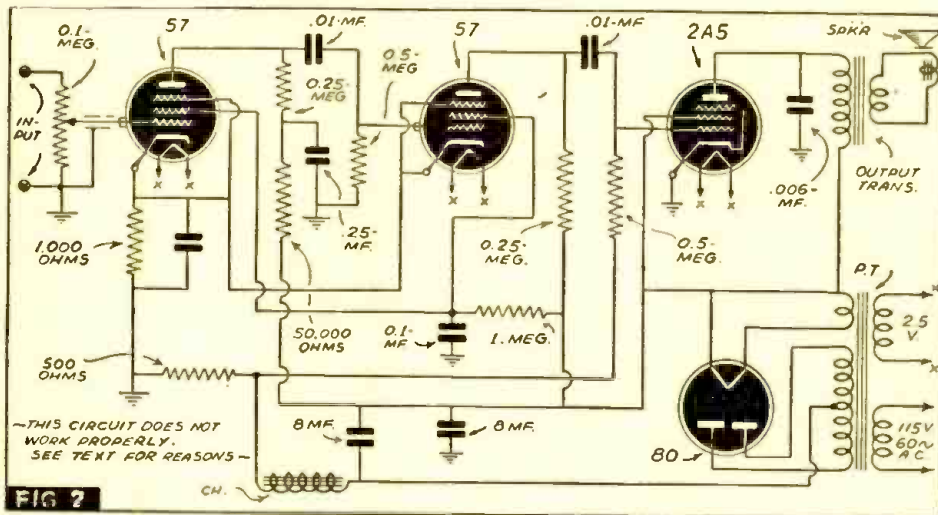 0.1-
MEG.
57
.01-MF.
0.5-
MEG
57
.01-MF.
2A5
SPKR
IN-
PUT
0.25-
MEG
.25-
MF.
.006-
MF.
OUTPUT
TRANS.
1,000
OHMS
0.25-
MEG.
0.5-
MEG.
50,000
OHMS
0.1-
MF
1. MEG.
P.T
2.5
V.
500
OHMS
8 MF.
8 MF.
80
115V
60~
A.C.
~THIS CIRCUIT DOES NOT
WORK PROPERLY.
SEE TEXT FOR REASONS~
CH.
x
x
x
x
x
x
x
x
FIG 2